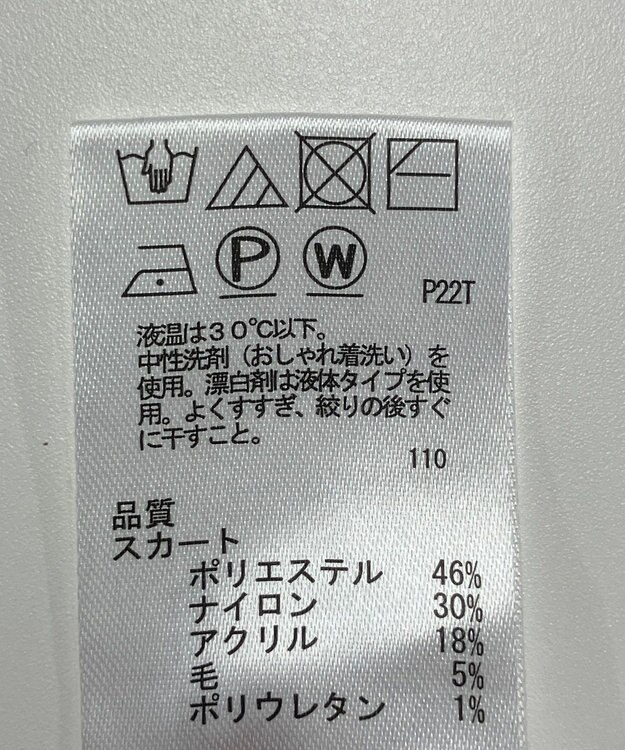 P W P22T
液温は30℃以下。
中性洗剤（おしゃれ着洗い）を
使用。漂白剤は液体タイプを使
用。よくすすぎ、絞りの後すぐ
に干すこと。
110
品質
スカート
ポリエステル 46%
ナイロン 30%
アクリル 18%
毛 5%
ポリウレタン 1%